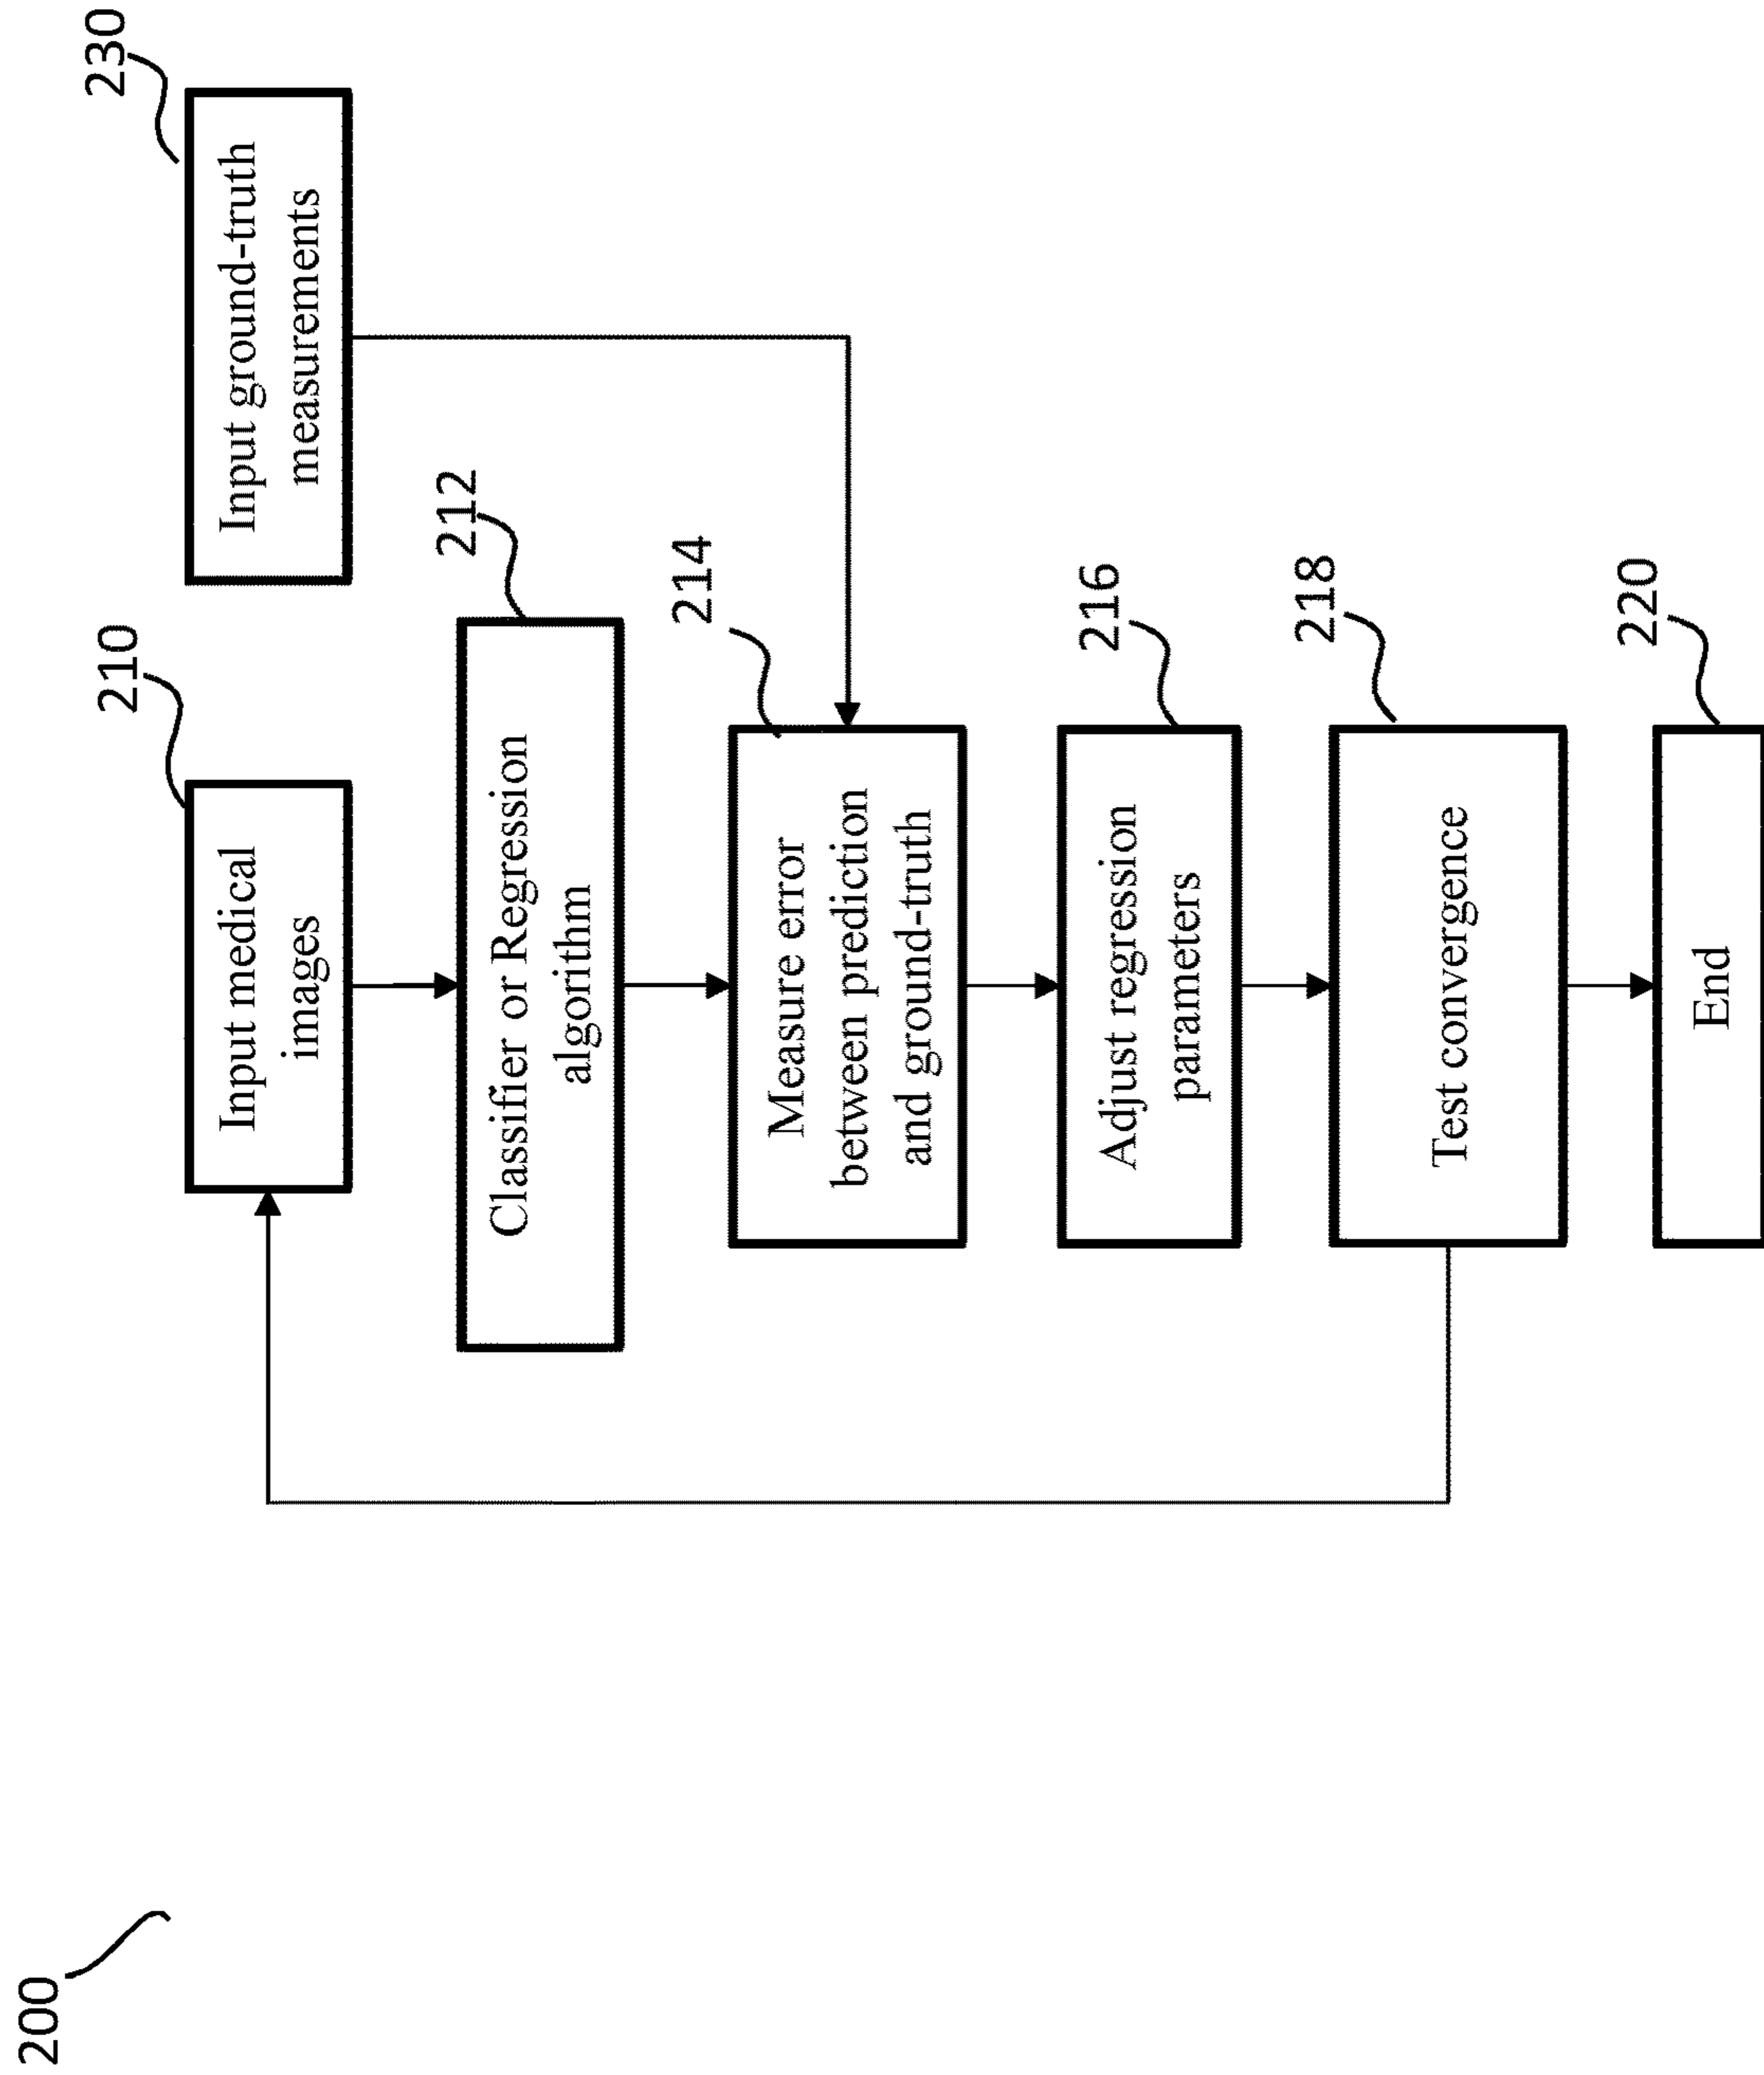 200
210
Input medical
images
230
Input ground-truth
measurements
212
Classifier or Regression
algorithm
214
Measure error
between prediction
and ground-truth
216
Adjust regression
parameters
218
Test convergence
220
End